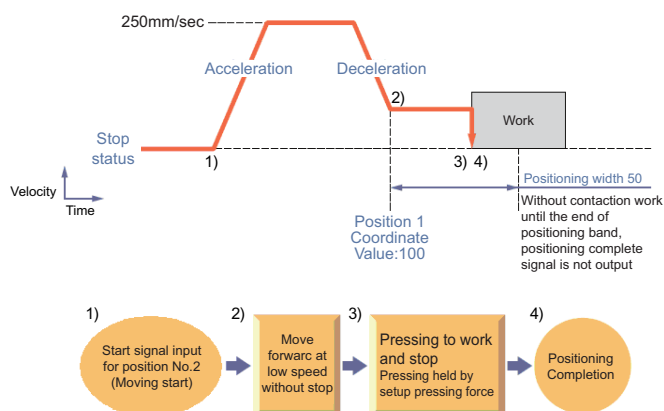 250mm/sec
Acceleration
Deceleration
2)
Work
Stop
status
1)
3)
4)
Velocity
Time
Positioning width 50
Position 1
Coordinate
Value:100
Without contaction work
until the end of
positioning band,
positioning complete
signal is not output
1)
Start signal input
for position No.2
(Moving start)
2)
Move
forwarc at
low speed
without stop
3)
Pressing to work
and stop
Pressing held by
setup pressing force
4)
Positioning
Completion